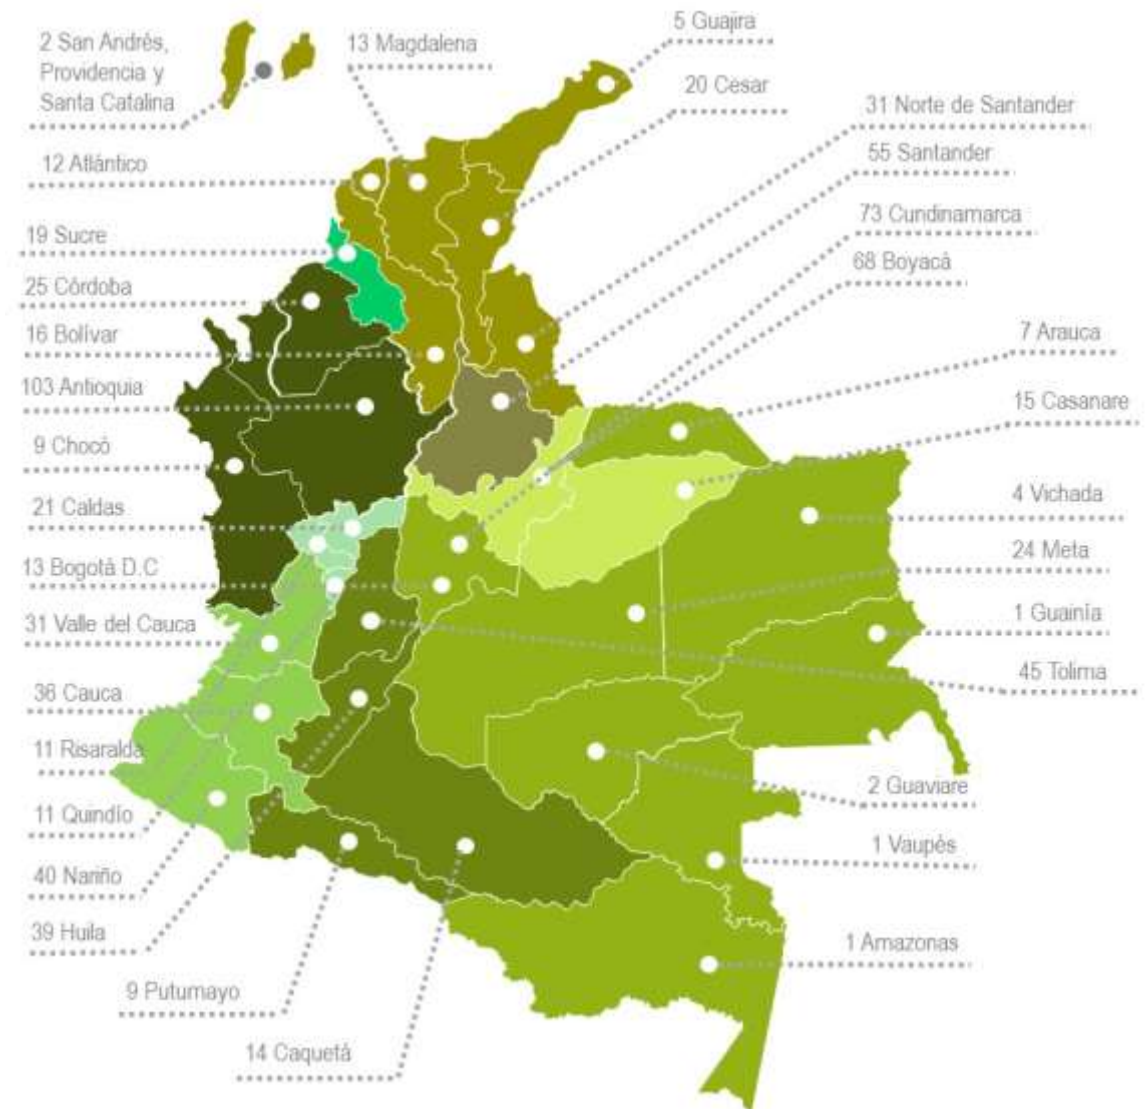 2 San Andrés,
Providencia y
Santa Catalina
13 Magdalena
5 Guajira
20 Cesar
31 Norte de Santander
12 Atlántico
55 Santander
73 Cundinamarca
19 Sucre
68 Boyacá
25 Córdoba
16 Bolívar
7 Arauca
103 Antioquia
15 Casanare
9 Chocó
4 Vichada
21 Caldas
24 Meta
13 Bogotá D.C
1 Guainía
31 Valle del Cauca
45 Tolima
36 Cauca
11 Risaralda
2 Guaviare
11 Quindío
1 Vaupés
40 Nariño
39 Huila
1 Amazonas
9 Putumayo
14 Caquetá